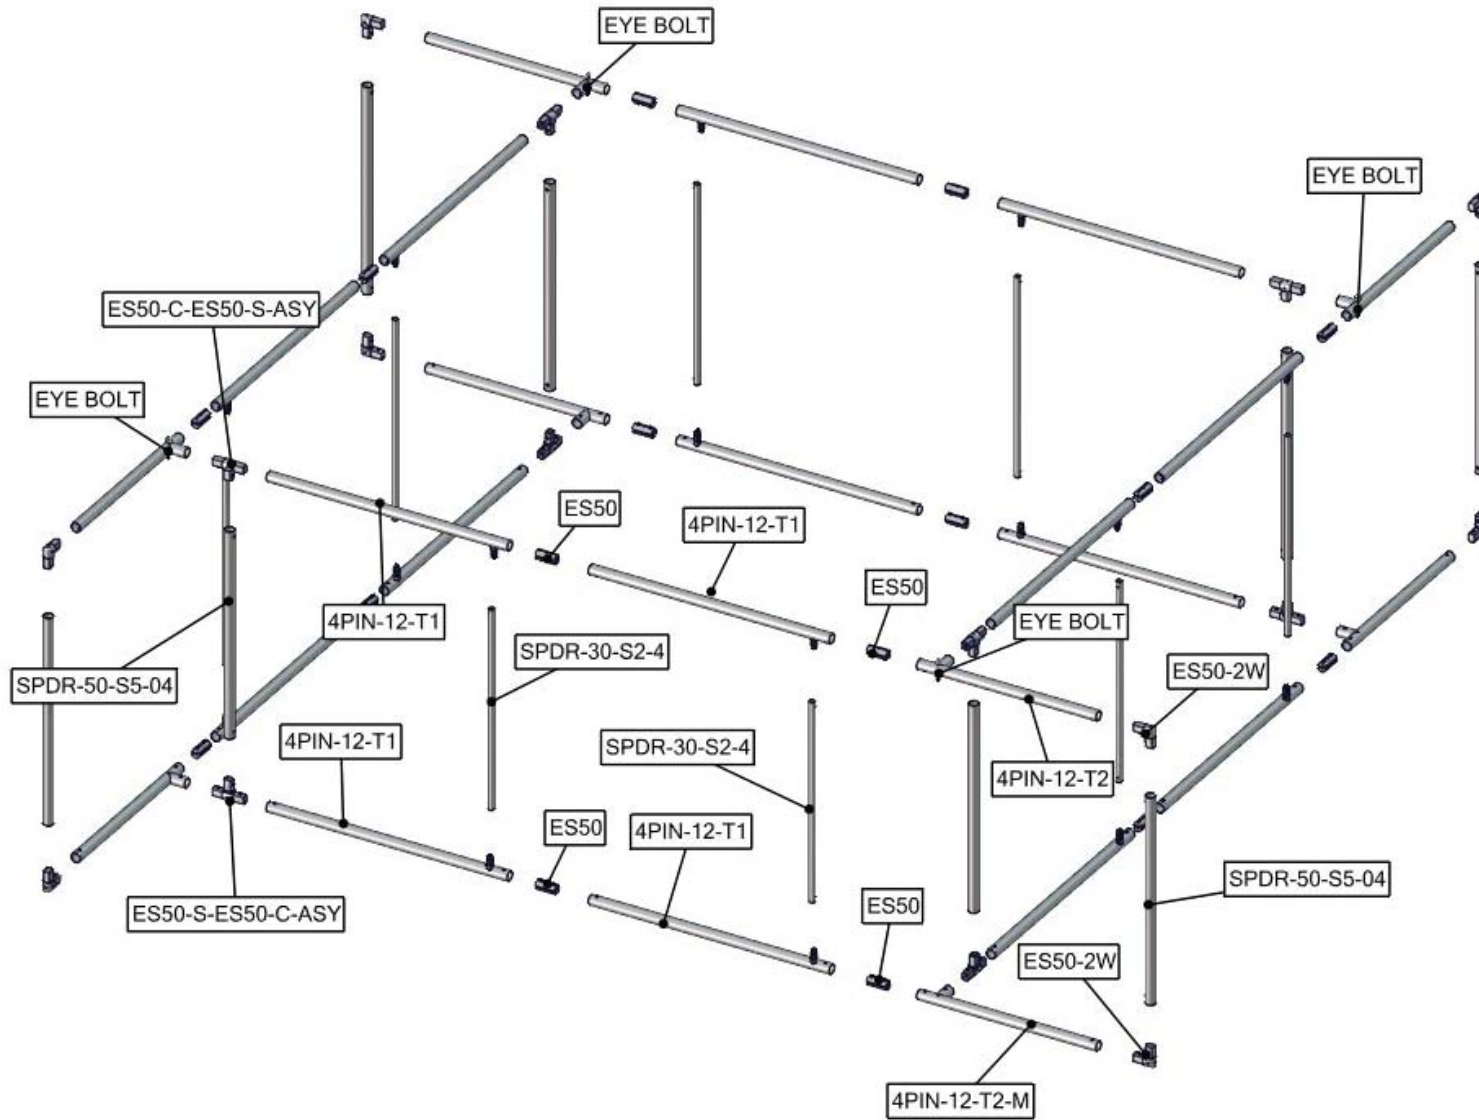 EYE BOLT
EYE BOLT
ES50-C-ES50-S-ASY
EYE BOLT
ES50
4PIN-12-T1
ES50
4PIN-12-T1
EYE BOLT
SPDR-30-S2-4
SPDR-50-S5-04
ES50-2W
4PIN-12-T1
SPDR-30-S2-4
4PIN-12-T2
ES50
4PIN-12-T1
SPDR-50-S5-04
ES50-S-ES50-C-ASY
ES50
ES50-2W
4PIN-12-T2-M